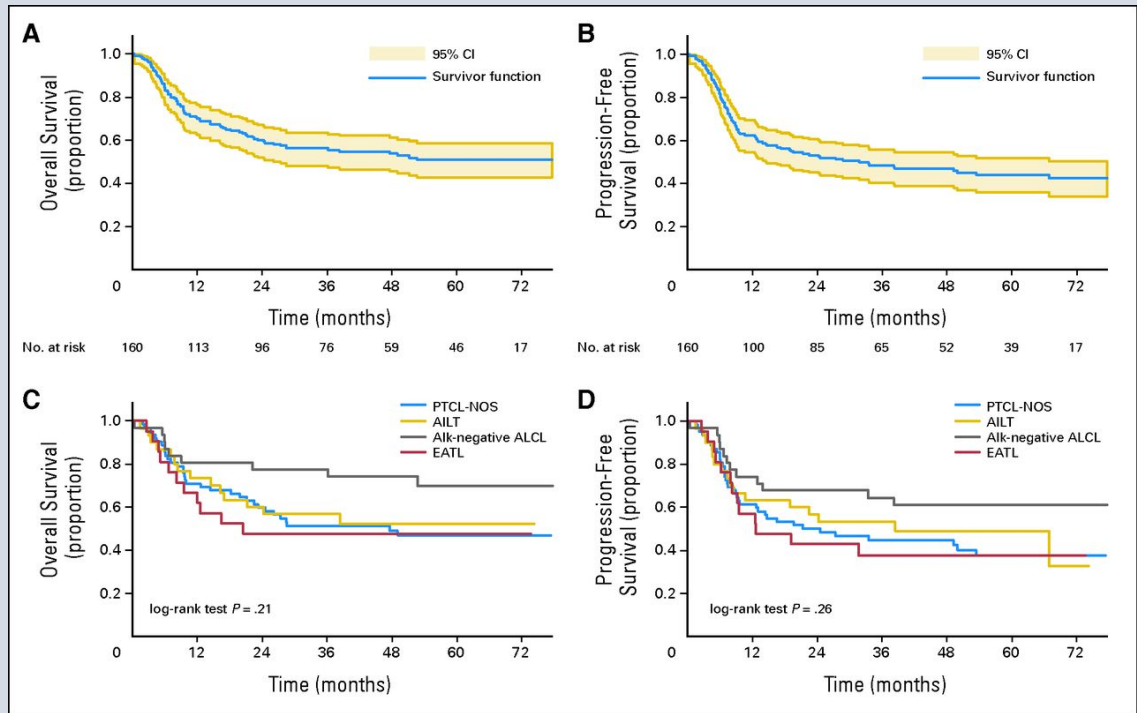 A
Overall Survival
(proportion)
1.0
0.8
0.6
0.4
0.2
0
12
24
36
48
60
72
95% CI
Survivor function
Time (months)
No. at risk
160 113 96 76 59 46 17
B
Progression-Free
Survival (proportion)
1.0
0.8
0.6
0.4
0.2
0
12
24
36
48
60
72
95% CI
Survivor function
Time (months)
No. at risk
160 100 85 65 52 39 17
C
Overall Survival
(proportion)
1.0
0.8
0.6
0.4
0.2
0
12
24
36
48
60
72
PTCL-NOS
AILT
Alk-negative ALCL
EATL
log-rank test P = .21
Time (months)
D
Progression-Free
Survival (proportion)
1.0
0.8
0.6
0.4
0.2
0
12
24
36
48
60
72
PTCL-NOS
AILT
Alk-negative ALCL
EATL
log-rank test P = .26
Time (months)